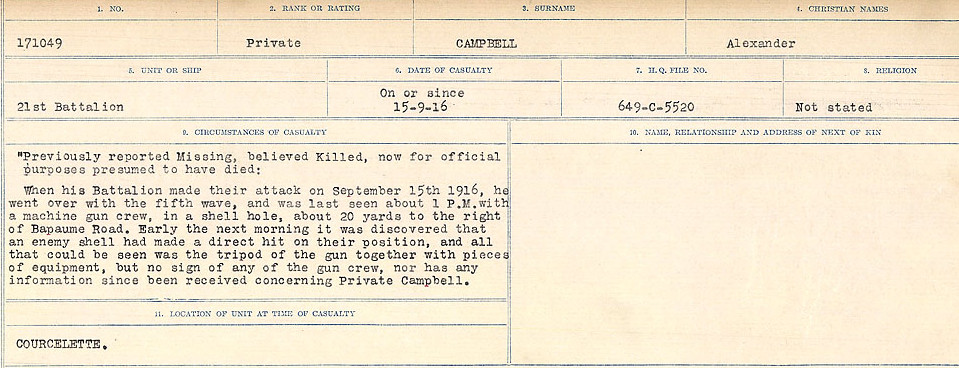 1. NO. 2. RANK OR RATING 3. SURNAME 4. CHRISTIAN NAMES
171049 Private CAMPBELL Alexander
5. UNIT OR SHIP 6. DATE OF CASUALTY 7. H.Q. FILE NO. 8. RELIGION
On or since
21st Battalion 15-9-16 649-C-5520 Not stated
9. CIRCUMSTANCES OF CASUALTY 10. NAME, RELATIONSHIP AND ADDRESS OF NEXT OF KIN
"Previously reported Missing, believed Killed, now for official
purposes presumed to have died:
When his Battalion made their attack on September 15th 1916, he
went over with the fifth wave, and was last seen about 1 P.M.with
a machine gun crew, in a shell hole, about 20 yards to the right
of Bapaume Road. Early the next morning it was discovered that
an enemy shell had made a direct hit on their position, and all
that could be seen was the tripod of the gun together with pieces
of equipment, but no sign of any of the gun crew, nor has any
information since been received concerning Private Campbell.
11. LOCATION OF UNIT AT TIME OF CASUALTY
COURCELETTE.